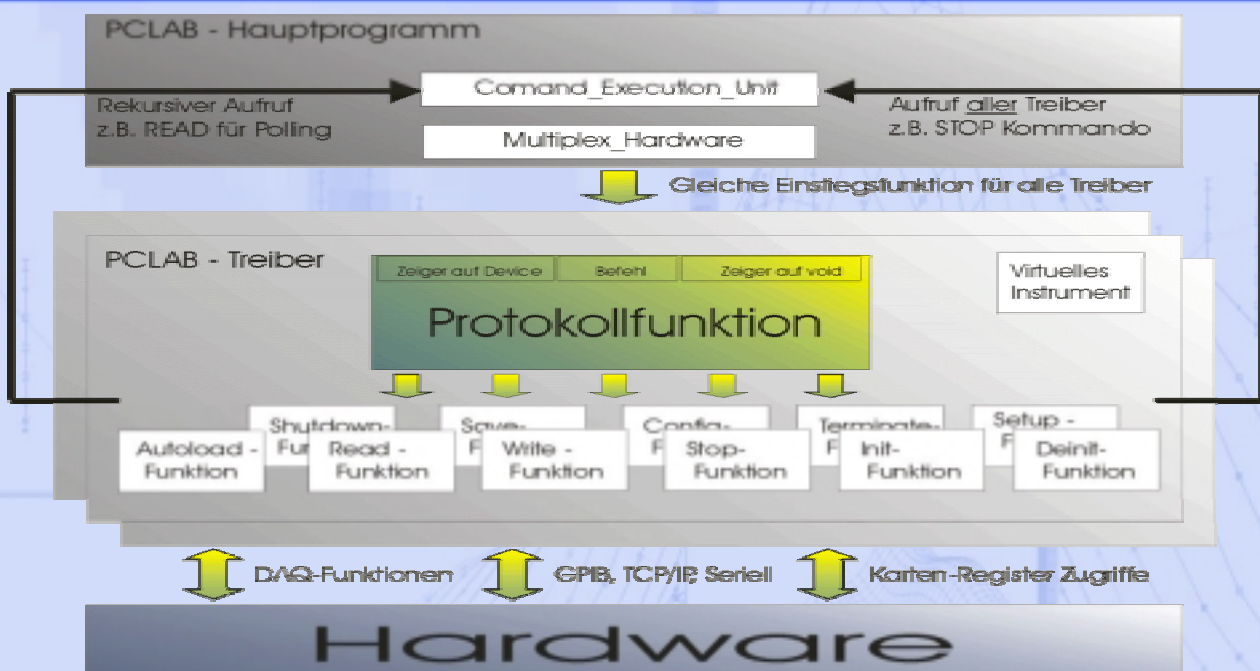 PCLAB - Hauptprogramm
Comand_Execution_Unit
Rekursiver Aufruf
z.B. READ für Polling
Aufruf aller Treiber
z.B. STOP Kommando
Multiplex_Hardware
Gleiche Einstiegsfunktion für alle Treiber
PCLAB - Treiber
Zeiger auf Device
Befehl
Zeiger auf void
Virtuelles
Instrument
Protokollfunktion
Shutdown-
Save-
Config-
Terminate-
Setup -
Autoload -
Funktion
Read -
Funktion
Write -
Funktion
Stop-
Funktion
Init-
Funktion
Deinit-
Funktion
DAQ-Funktionen
GPIB, TCP/IP, Seriell
Karten-Register Zugriffe
Hardware